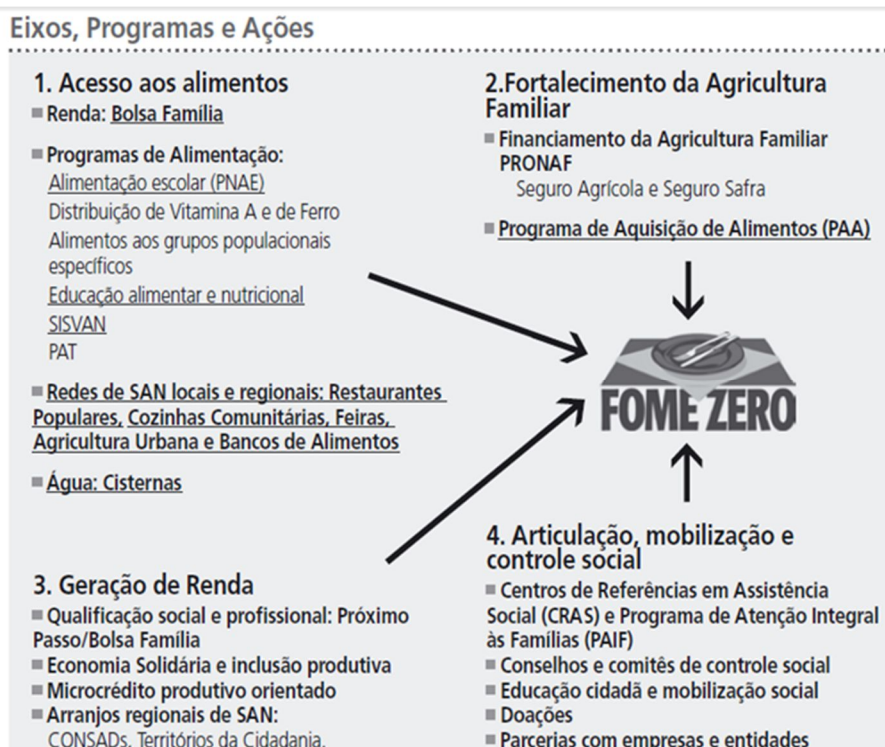 Eixos, Programas e Ações
1. Acesso aos alimentos
Renda: Bolsa Família
Programas de Alimentação:
Alimentação escolar (PNAE)
Distribuição de Vitamina A e de Ferro
Alimentos aos grupos populacionais
específicos
Educação alimentar e nutricional
SISVAN
PAT
Redes de SAN locais e regionais: Restaurantes
Populares, Cozinhas Comunitárias, Feiras,
Agricultura Urbana e Bancos de Alimentos
Água: Cisternas
2.Fortalecimento da Agricultura
Familiar
Financiamento da Agricultura Familiar
PRONAF
Seguro Agrícola e Seguro Safra
Programa de Aquisição de Alimentos (PAA)
FOME ZERO
3. Geração de Renda
Qualificação social e profissional: Próximo
Passo/Bolsa Família
Economia Solidária e inclusão produtiva
Microcrédito produtivo orientado
Arranjos regionais de SAN:
CONSADs, Territórios da Cidadania,
4. Articulação, mobilização e
controle social
Centros de Referências em Assistência
Social (CRAS) e Programa de Atenção Integral
às Famílias (PAIF)
Conselhos e comitês de controle social
Educação cidadã e mobilização social
Doações
Parcerias com empresas e entidades